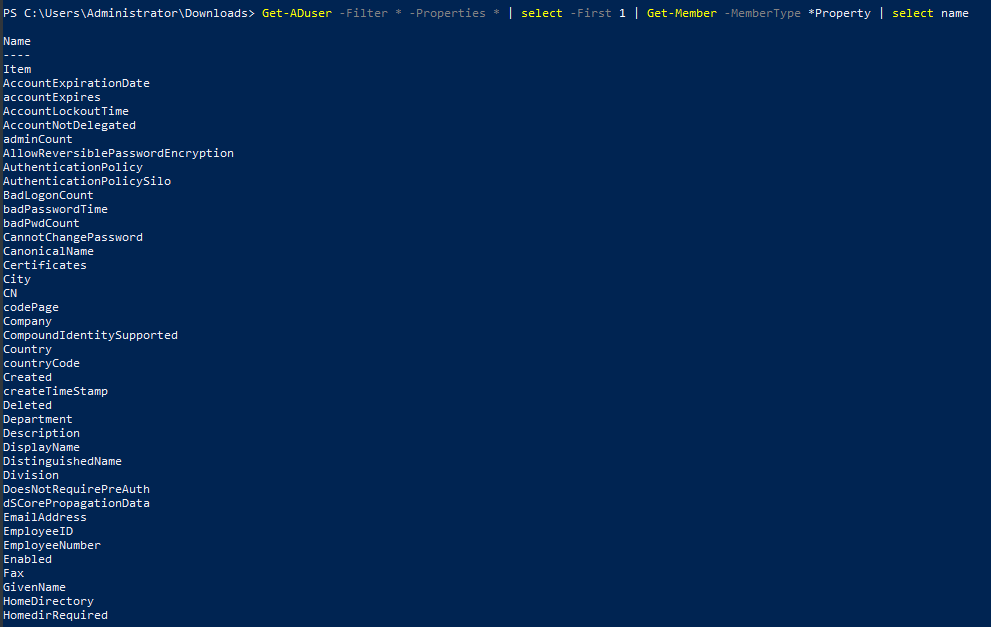 PS C:\Users\Administrator\Downloads> Get-ADuser -Filter * -Properties * | select -First 1 | Get-Member -MemberType *Property | select name
Name
----
Item
AccountExpirationDate
accountExpires
AccountLockoutTime
AccountNotDelegated
adminCount
AllowReversiblePasswordEncryption
AuthenticationPolicy
AuthenticationPolicySilo
BadLogonCount
badPasswordTime
badPwdCount
CannotChangePassword
CanonicalName
Certificates
City
CN
codePage
Company
CompoundIdentitySupported
Country
countryCode
Created
createTimeStamp
Deleted
Department
Description
DisplayName
DistinguishedName
Division
DoesNotRequirePreAuth
dSCorePropagationData
EmailAddress
EmployeeID
EmployeeNumber
Enabled
Fax
GivenName
HomeDirectory
HomedirRequired